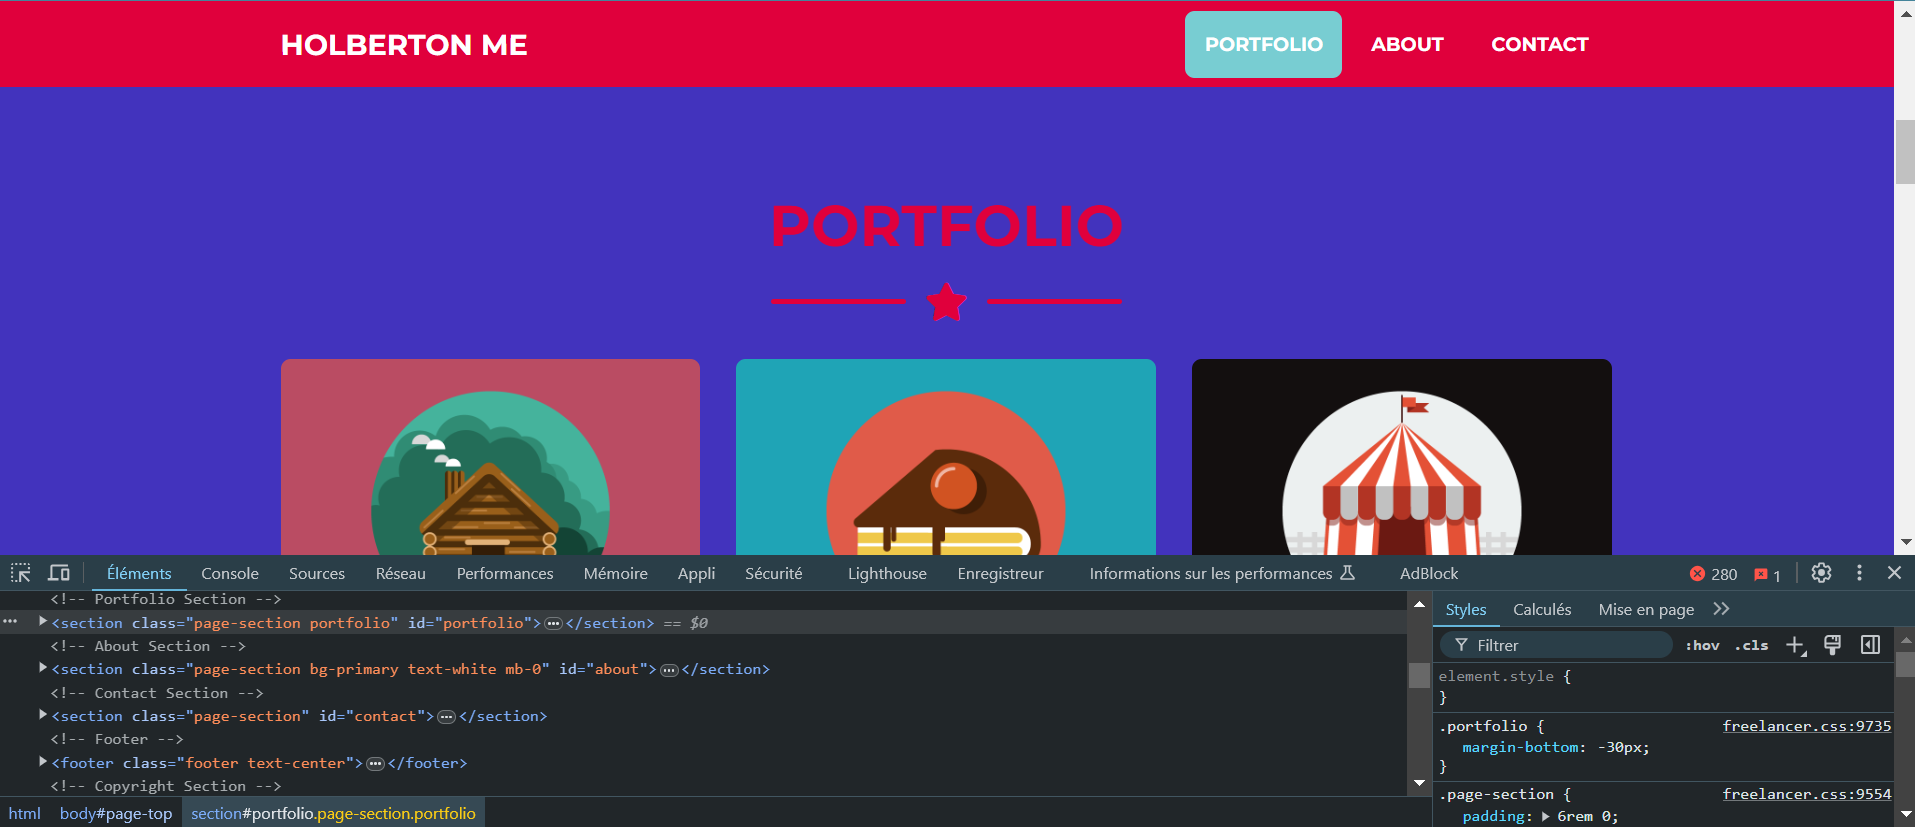 HOLBERTON ME
PORTFOLIO ABOUT CONTACT
PORTFOLIO
Éléments Console Sources Réseau Performances Mémoire Appli Sécurité Lighthouse Enregistreur Informations sur les performances AdBlock 280 1
<!-- Portfolio Section -->
<section class="page-section portfolio" id="portfolio">…</section> == $0
<!-- About Section -->
<section class="page-section bg-primary text-white mb-0" id="about">…</section>
<!-- Contact Section -->
<section class="page-section" id="contact">…</section>
<!-- Footer -->
<footer class="footer text-center">…</footer>
<!-- Copyright Section -->
html body#page-top section#portfolio.page-section.portfolio
Styles Calculés Mise en page
Filtrer :hov .cls
element.style {
}
.portfolio { freelancer.css:9735
margin-bottom: -30px;
}
.page-section { freelancer.css:9554
padding: 6rem 0;